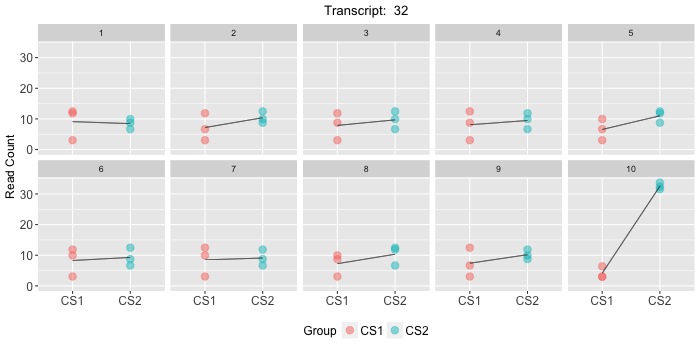 Transcript: 32
1 2 3 4 5
30
20
10
0
Read Count
6 7 8 9 10
30
20
10
0
CS1 CS2 CS1 CS2 CS1 CS2 CS1 CS2 CS1 CS2
Group CS1 CS2